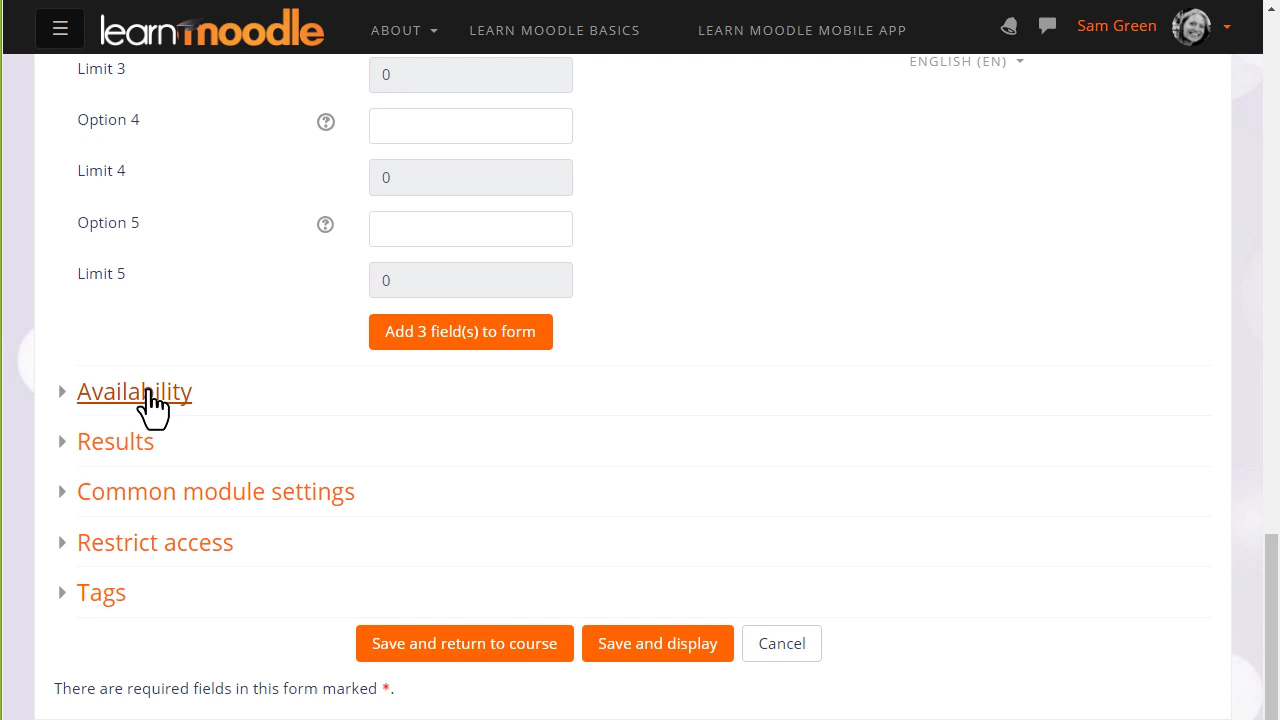 ☰ learn moodle ABOUT LEARN MOODLE BASICS LEARN MOODLE MOBILE APP Sam Green
ENGLISH (EN)
Limit 3 0
Option 4
Limit 4 0
Option 5
Limit 5 0
Add 3 field(s) to form
Availability
Results
Common module settings
Restrict access
Tags
Save and return to course Save and display Cancel
There are required fields in this form marked *.